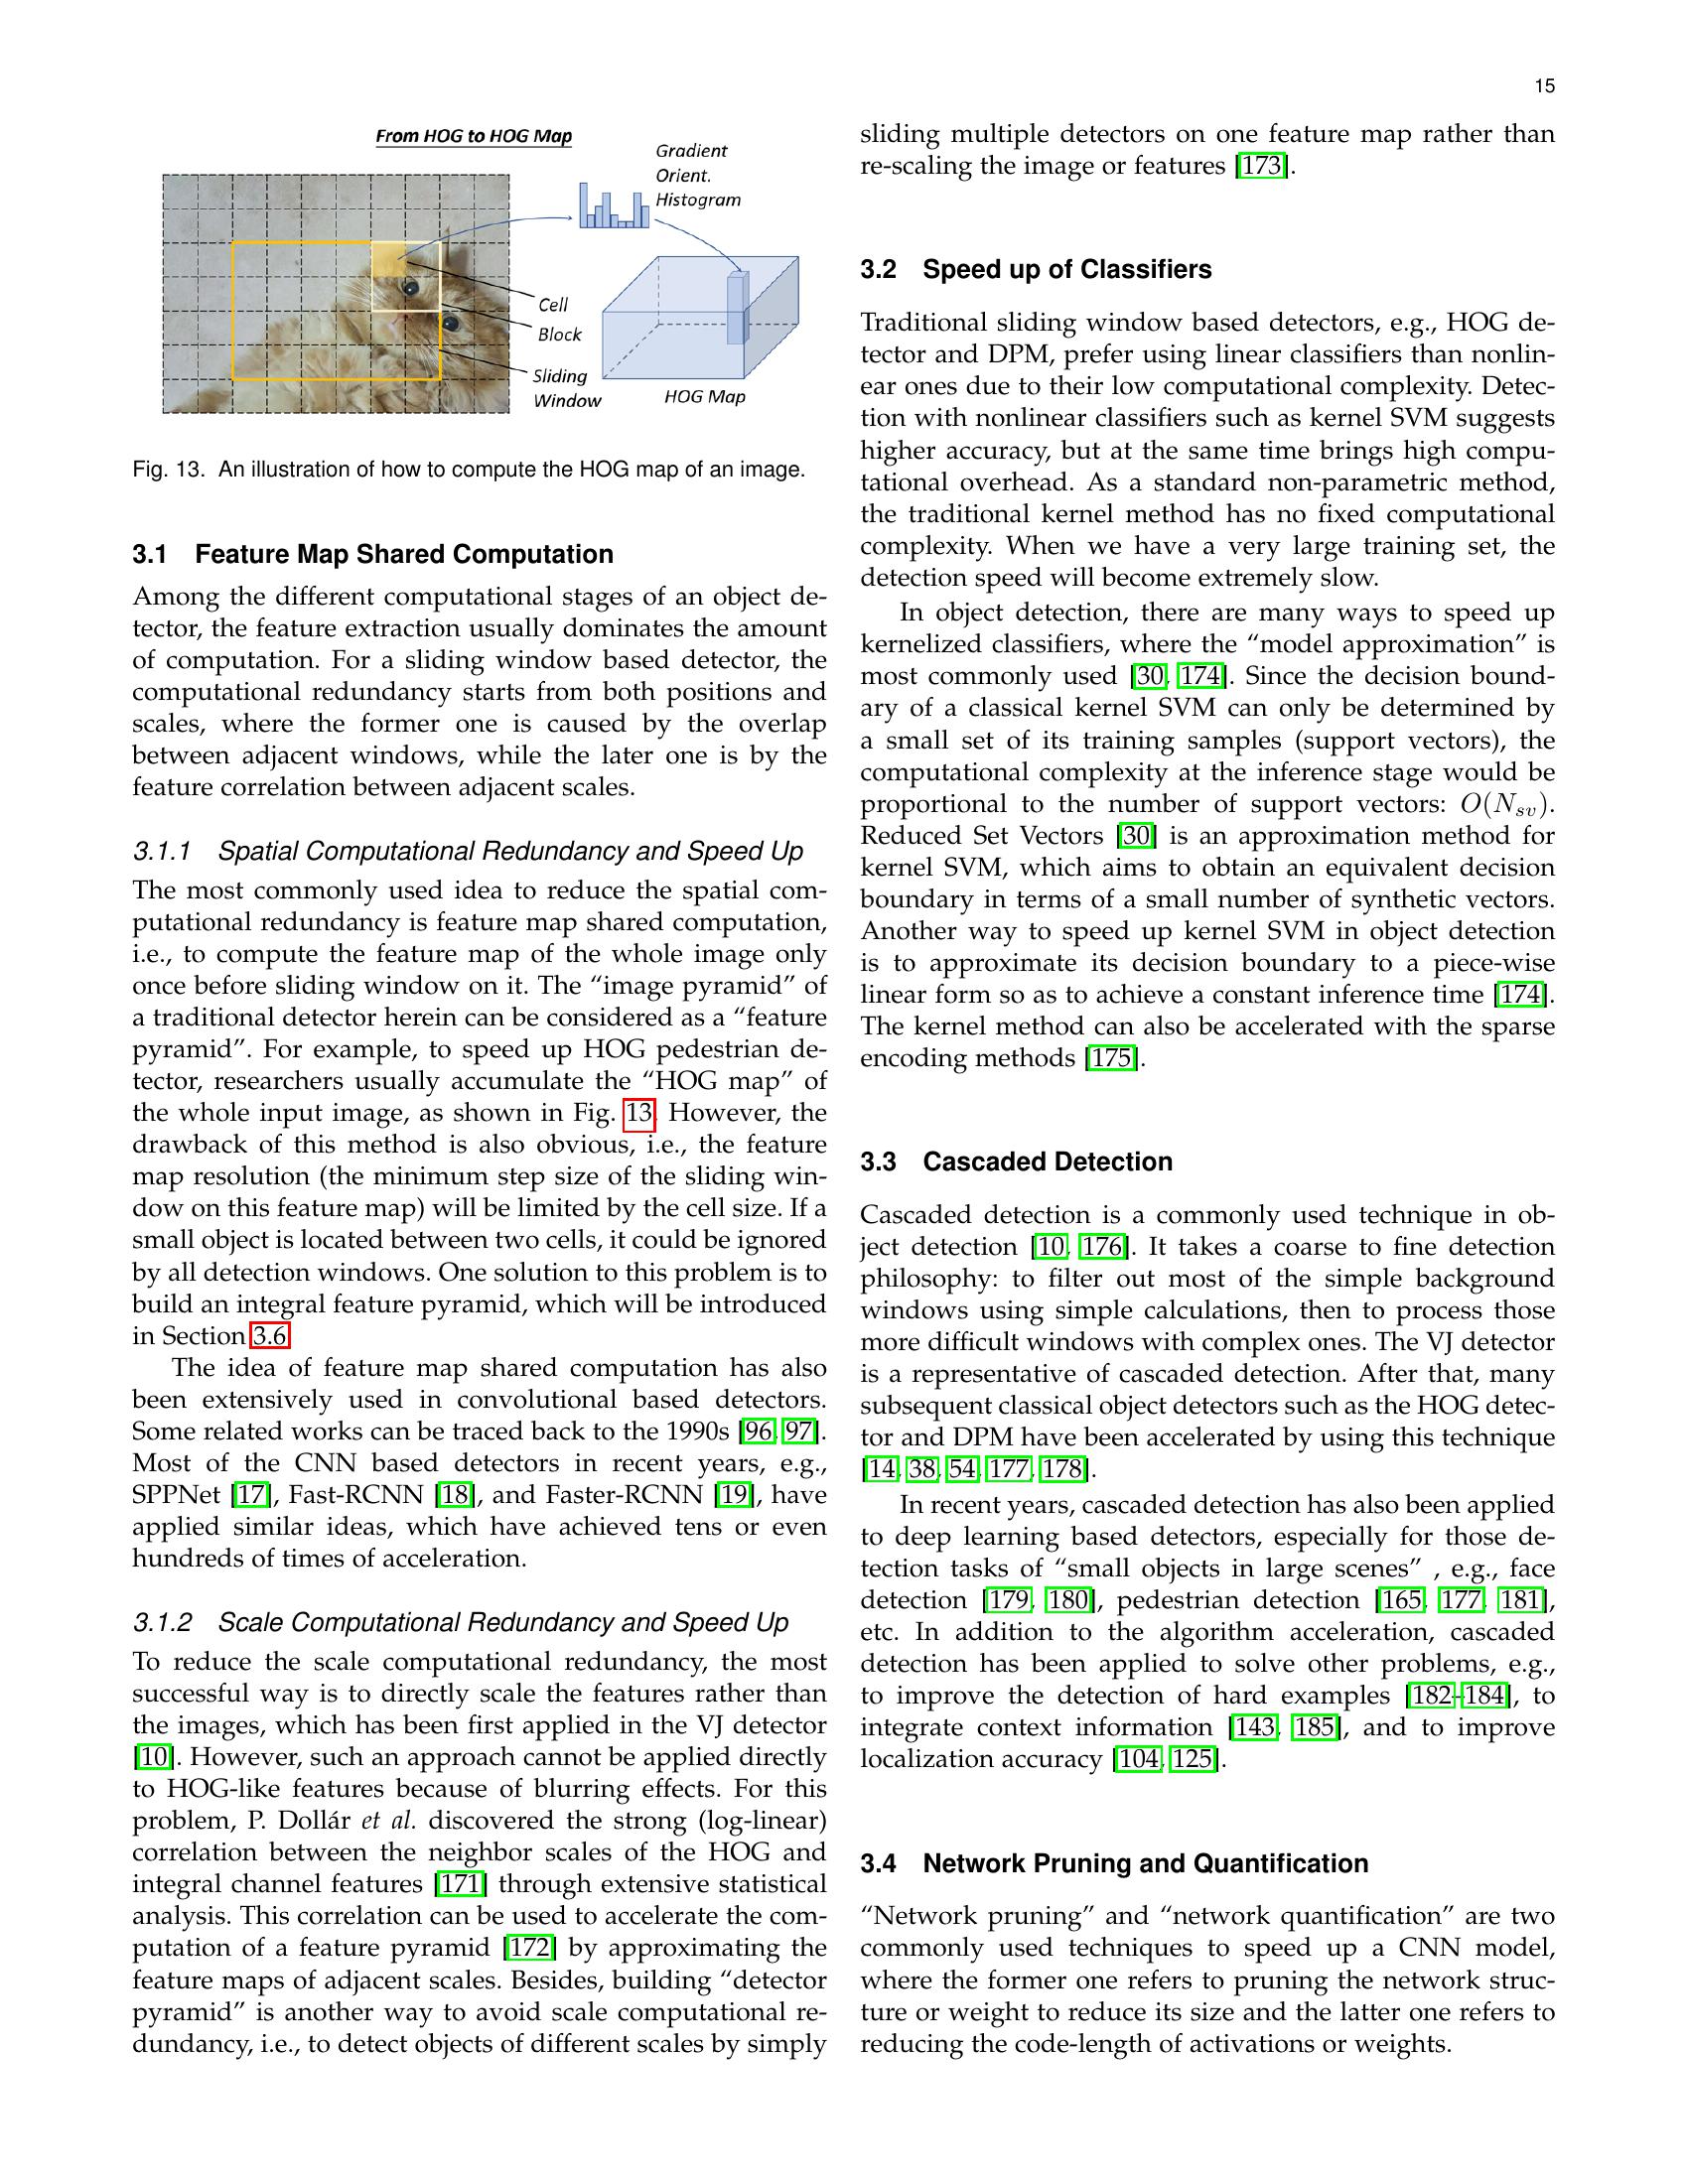 15
From HOG to HOG Map
Gradient
Orient.
Histogram
Cell
Block
Sliding
Window
HOG Map
Fig. 13. An illustration of how to compute the HOG map of an image.
3.1 Feature Map Shared Computation
Among the different computational stages of an object de-
tector, the feature extraction usually dominates the amount
of computation. For a sliding window based detector, the
computational redundancy starts from both positions and
scales, where the former one is caused by the overlap
between adjacent windows, while the later one is by the
feature correlation between adjacent scales.
3.1.1 Spatial Computational Redundancy and Speed Up
The most commonly used idea to reduce the spatial com-
putational redundancy is feature map shared computation,
i.e., to compute the feature map of the whole image only
once before sliding window on it. The “image pyramid” of
a traditional detector herein can be considered as a “feature
pyramid”. For example, to speed up HOG pedestrian de-
tector, researchers usually accumulate the “HOG map” of
the whole input image, as shown in Fig. 13. However, the
drawback of this method is also obvious, i.e., the feature
map resolution (the minimum step size of the sliding win-
dow on this feature map) will be limited by the cell size. If a
small object is located between two cells, it could be ignored
by all detection windows. One solution to this problem is to
build an integral feature pyramid, which will be introduced
in Section 3.6.
The idea of feature map shared computation has also
been extensively used in convolutional based detectors.
Some related works can be traced back to the 1990s [96, 97].
Most of the CNN based detectors in recent years, e.g.,
SPPNet [17], Fast-RCNN [18], and Faster-RCNN [19], have
applied similar ideas, which have achieved tens or even
hundreds of times of acceleration.
3.1.2 Scale Computational Redundancy and Speed Up
To reduce the scale computational redundancy, the most
successful way is to directly scale the features rather than
the images, which has been first applied in the VJ detector
[10]. However, such an approach cannot be applied directly
to HOG-like features because of blurring effects. For this
problem, P. Dollár et al. discovered the strong (log-linear)
correlation between the neighbor scales of the HOG and
integral channel features [171] through extensive statistical
analysis. This correlation can be used to accelerate the com-
putation of a feature pyramid [172] by approximating the
feature maps of adjacent scales. Besides, building “detector
pyramid” is another way to avoid scale computational re-
dundancy, i.e., to detect objects of different scales by simply
sliding multiple detectors on one feature map rather than
re-scaling the image or features [173].
3.2 Speed up of Classifiers
Traditional sliding window based detectors, e.g., HOG de-
tector and DPM, prefer using linear classifiers than nonlin-
ear ones due to their low computational complexity. Detec-
tion with nonlinear classifiers such as kernel SVM suggests
higher accuracy, but at the same time brings high compu-
tational overhead. As a standard non-parametric method,
the traditional kernel method has no fixed computational
complexity. When we have a very large training set, the
detection speed will become extremely slow.
In object detection, there are many ways to speed up
kernelized classifiers, where the “model approximation” is
most commonly used [30, 174]. Since the decision bound-
ary of a classical kernel SVM can only be determined by
a small set of its training samples (support vectors), the
computational complexity at the inference stage would be
proportional to the number of support vectors: O(Nsv).
Reduced Set Vectors [30] is an approximation method for
kernel SVM, which aims to obtain an equivalent decision
boundary in terms of a small number of synthetic vectors.
Another way to speed up kernel SVM in object detection
is to approximate its decision boundary to a piece-wise
linear form so as to achieve a constant inference time [174].
The kernel method can also be accelerated with the sparse
encoding methods [175].
3.3 Cascaded Detection
Cascaded detection is a commonly used technique in ob-
ject detection [10, 176]. It takes a coarse to fine detection
philosophy: to filter out most of the simple background
windows using simple calculations, then to process those
more difficult windows with complex ones. The VJ detector
is a representative of cascaded detection. After that, many
subsequent classical object detectors such as the HOG detec-
tor and DPM have been accelerated by using this technique
[14, 38, 54, 177, 178].
In recent years, cascaded detection has also been applied
to deep learning based detectors, especially for those de-
tection tasks of “small objects in large scenes” , e.g., face
detection [179, 180], pedestrian detection [165, 177, 181],
etc. In addition to the algorithm acceleration, cascaded
detection has been applied to solve other problems, e.g.,
to improve the detection of hard examples [182–184], to
integrate context information [143, 185], and to improve
localization accuracy [104, 125].
3.4 Network Pruning and Quantification
“Network pruning” and “network quantification” are two
commonly used techniques to speed up a CNN model,
where the former one refers to pruning the network struc-
ture or weight to reduce its size and the latter one refers to
reducing the code-length of activations or weights.